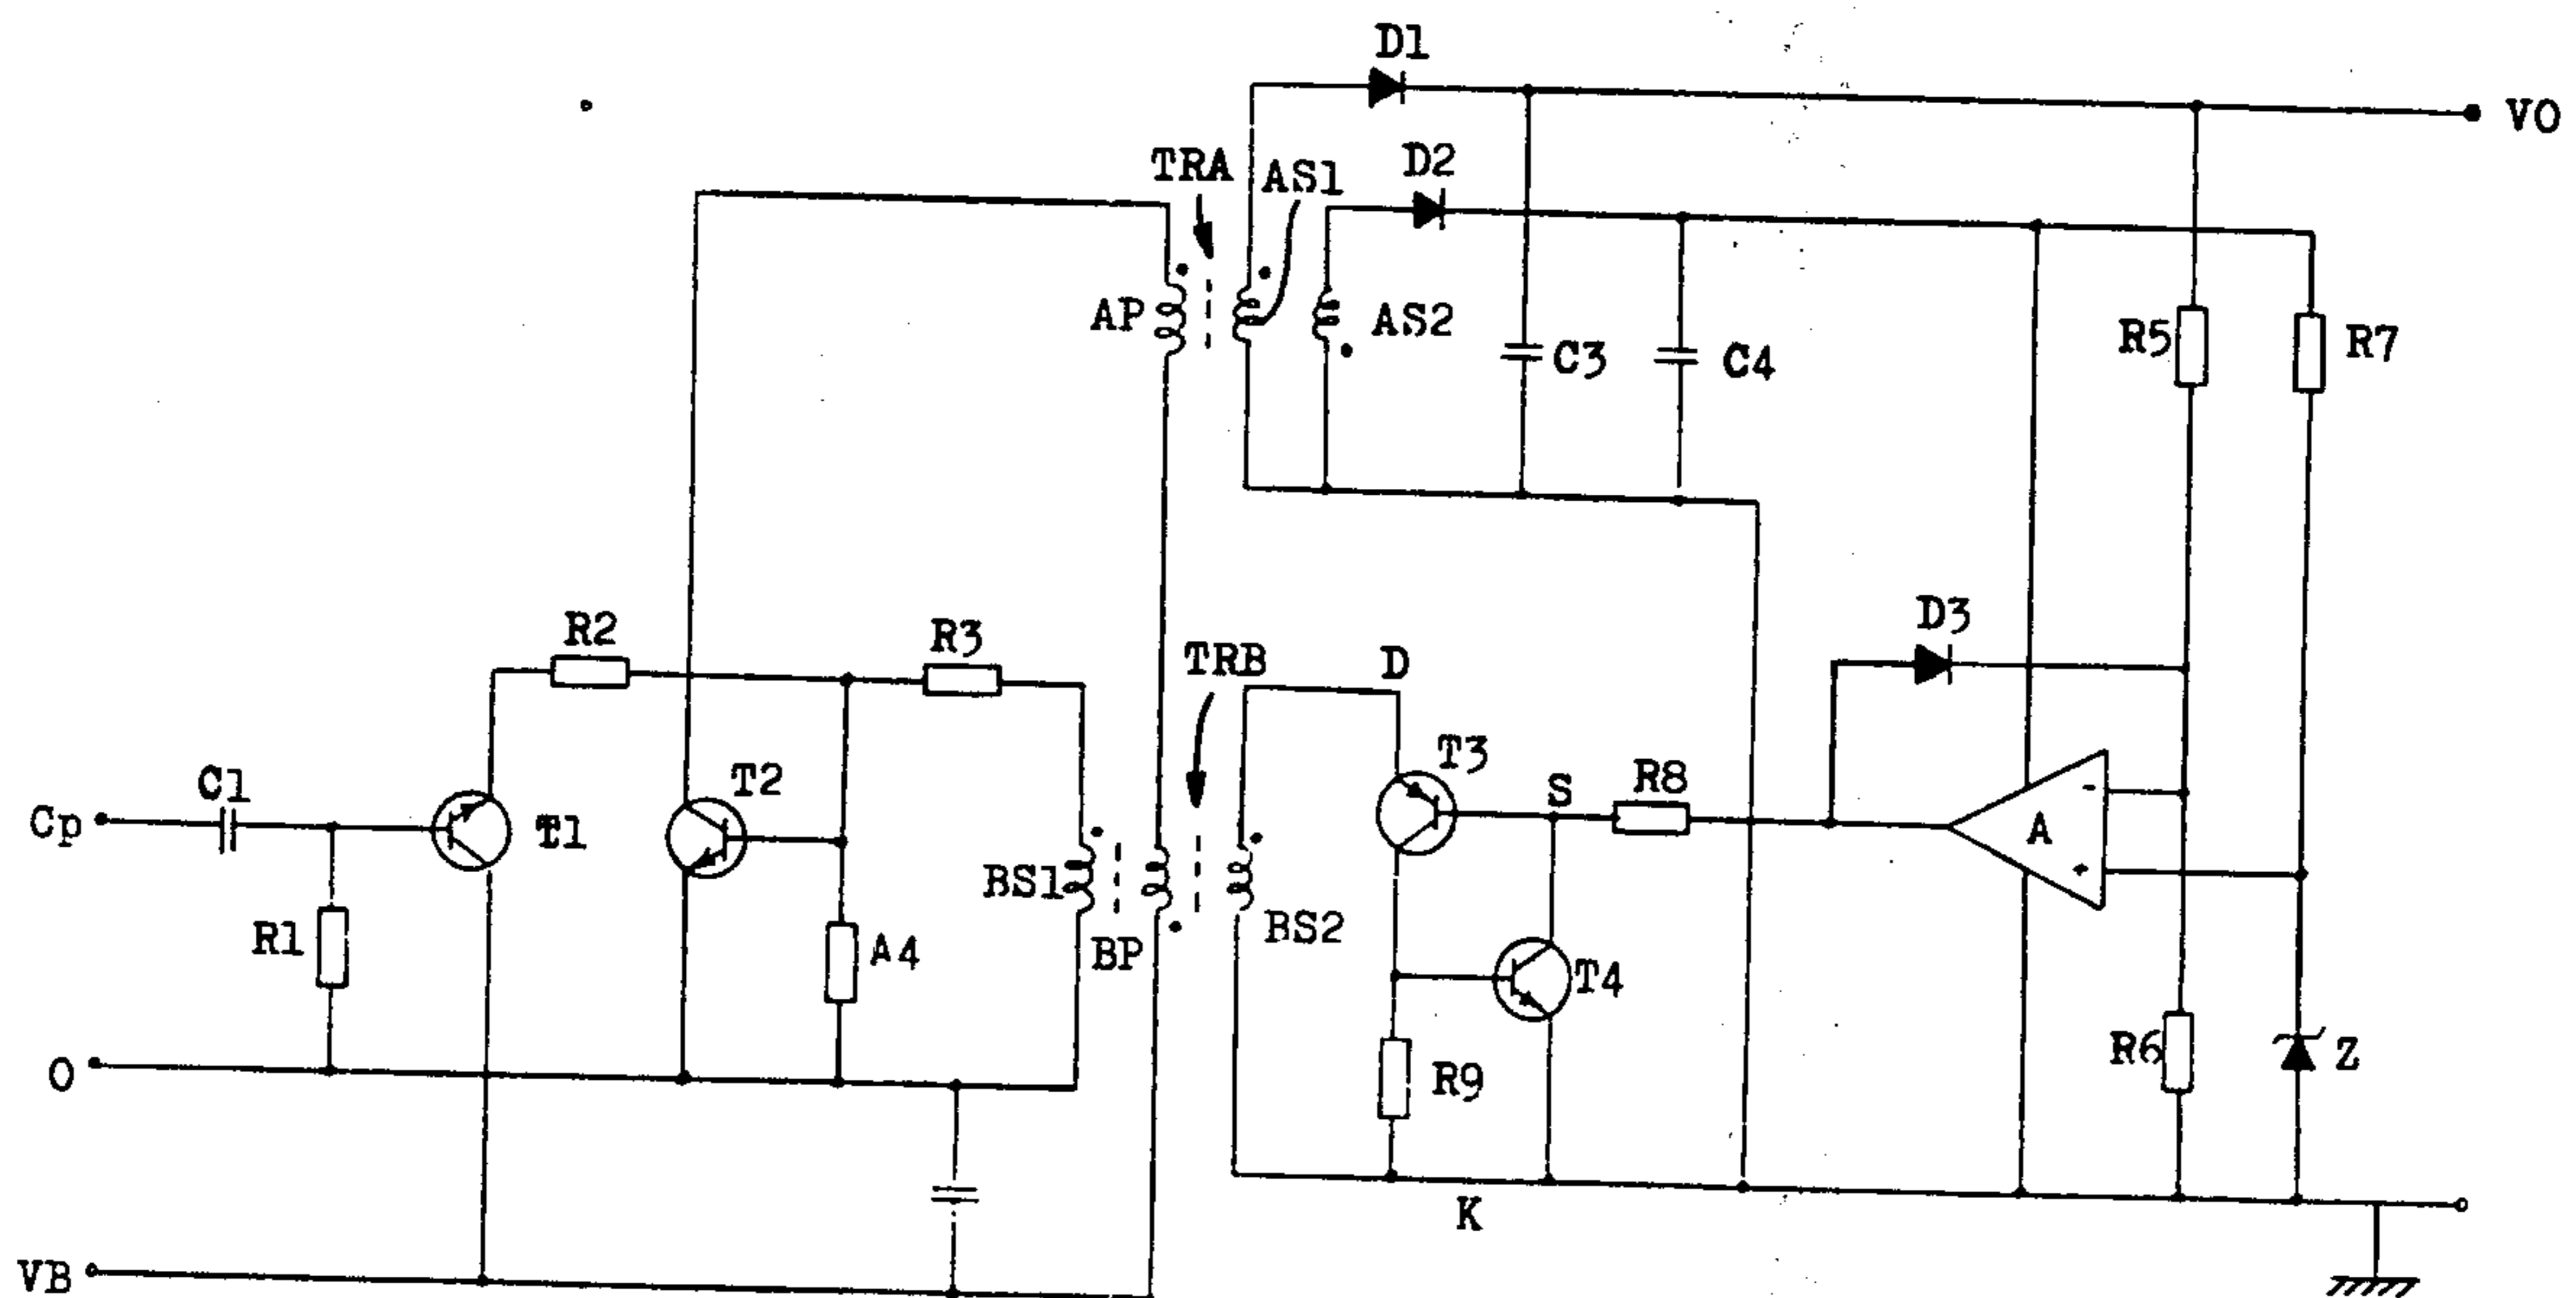 D1
VO
D2
TRA
AS1
AP
AS2
C3
C4
R5
R7
R2
R3
TRB
D
D3
C1
T2
T3
S
R8
Cp
T1
A
-
+
R1
A4
BS1
BP
BS2
T4
R9
R6
Z
O
K
VB